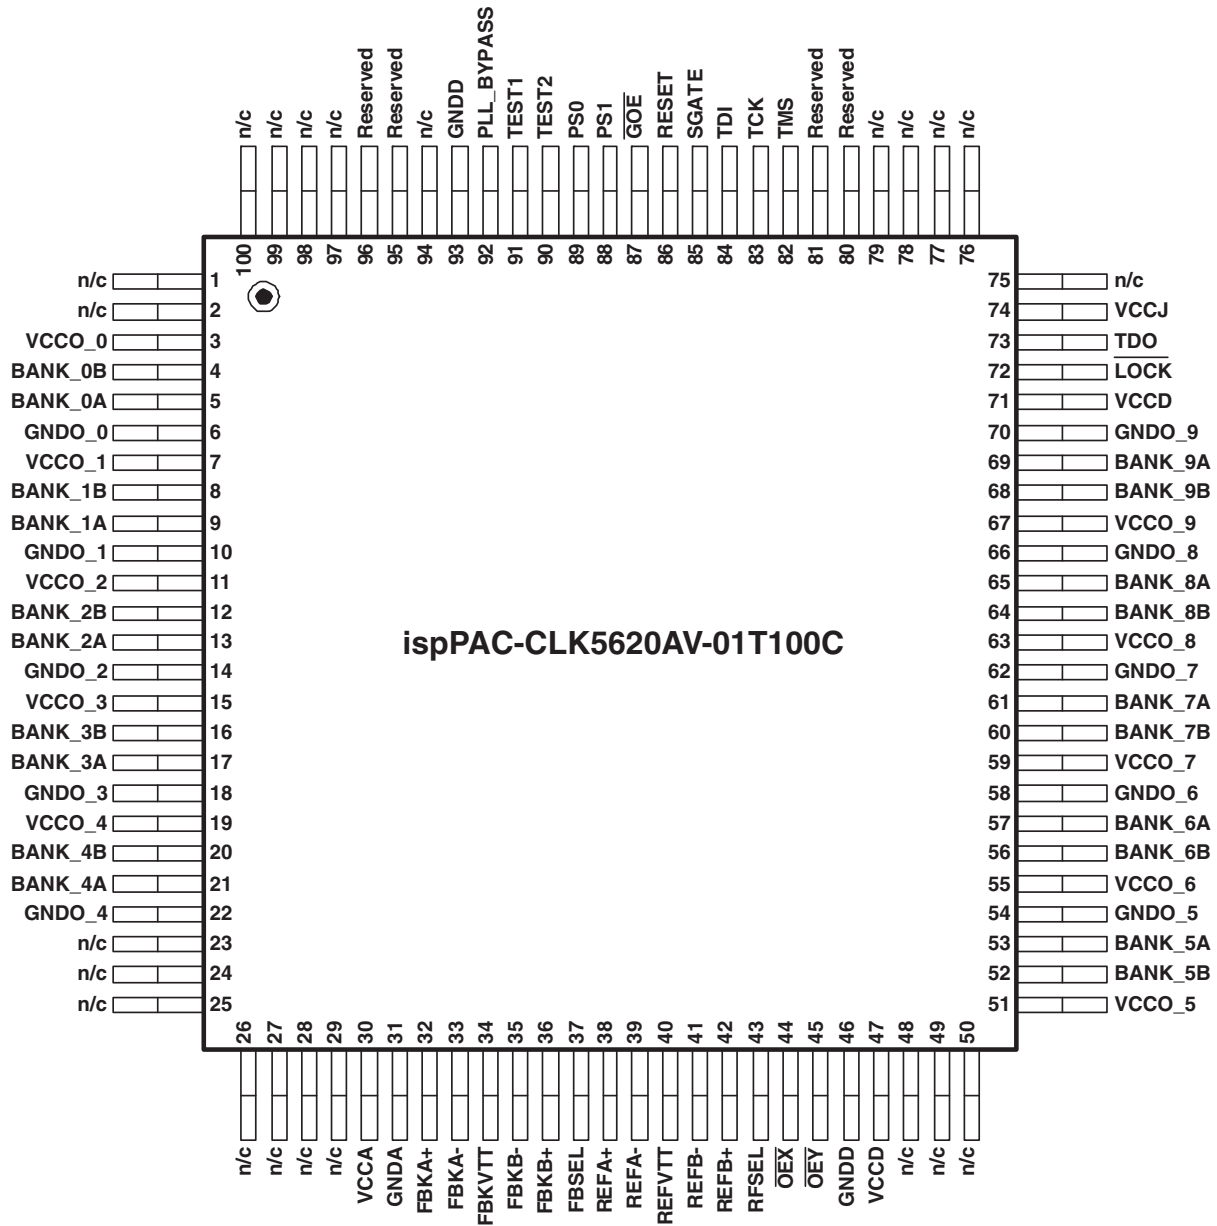 n/c
n/c
n/c
n/c
Reserved
Reserved
n/c
GNDD
PLL_BYPASS
TEST1
TEST2
PS0
PS1
GOE
RESET
SGATE
TDI
TCK
TMS
Reserved
Reserved
n/c
n/c
n/c
n/c
100
99
98
97
96
95
94
93
92
91
90
89
88
87
86
85
84
83
82
81
80
79
78
77
76
n/c 1
n/c 2
VCCO_0 3
BANK_0B 4
BANK_0A 5
GNDO_0 6
VCCO_1 7
BANK_1B 8
BANK_1A 9
GNDO_1 10
VCCO_2 11
BANK_2B 12
BANK_2A 13
GNDO_2 14
VCCO_3 15
BANK_3B 16
BANK_3A 17
GNDO_3 18
VCCO_4 19
BANK_4B 20
BANK_4A 21
GNDO_4 22
n/c 23
n/c 24
n/c 25
ispPAC-CLK5620AV-01T100C
75 n/c
74 VCCJ
73 TDO
72 LOCK
71 VCCD
70 GNDO_9
69 BANK_9A
68 BANK_9B
67 VCCO_9
66 GNDO_8
65 BANK_8A
64 BANK_8B
63 VCCO_8
62 GNDO_7
61 BANK_7A
60 BANK_7B
59 VCCO_7
58 GNDO_6
57 BANK_6A
56 BANK_6B
55 VCCO_6
54 GNDO_5
53 BANK_5A
52 BANK_5B
51 VCCO_5
26
27
28
29
30
31
32
33
34
35
36
37
38
39
40
41
42
43
44
45
46
47
48
49
50
n/c
n/c
n/c
n/c
VCCA
GNDA
FBKA+
FBKA-
FBKVTT
FBKB-
FBKB+
FBSEL
REFA+
REFA-
REFVTT
REFB-
REFB+
RFSEL
OEX
OEY
GNDD
VCCD
n/c
n/c
n/c